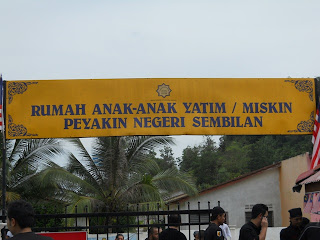 RUMAH ANAK-ANAK YATIM / MISKIN
PEYAKIN NEGERI SEMBILAN